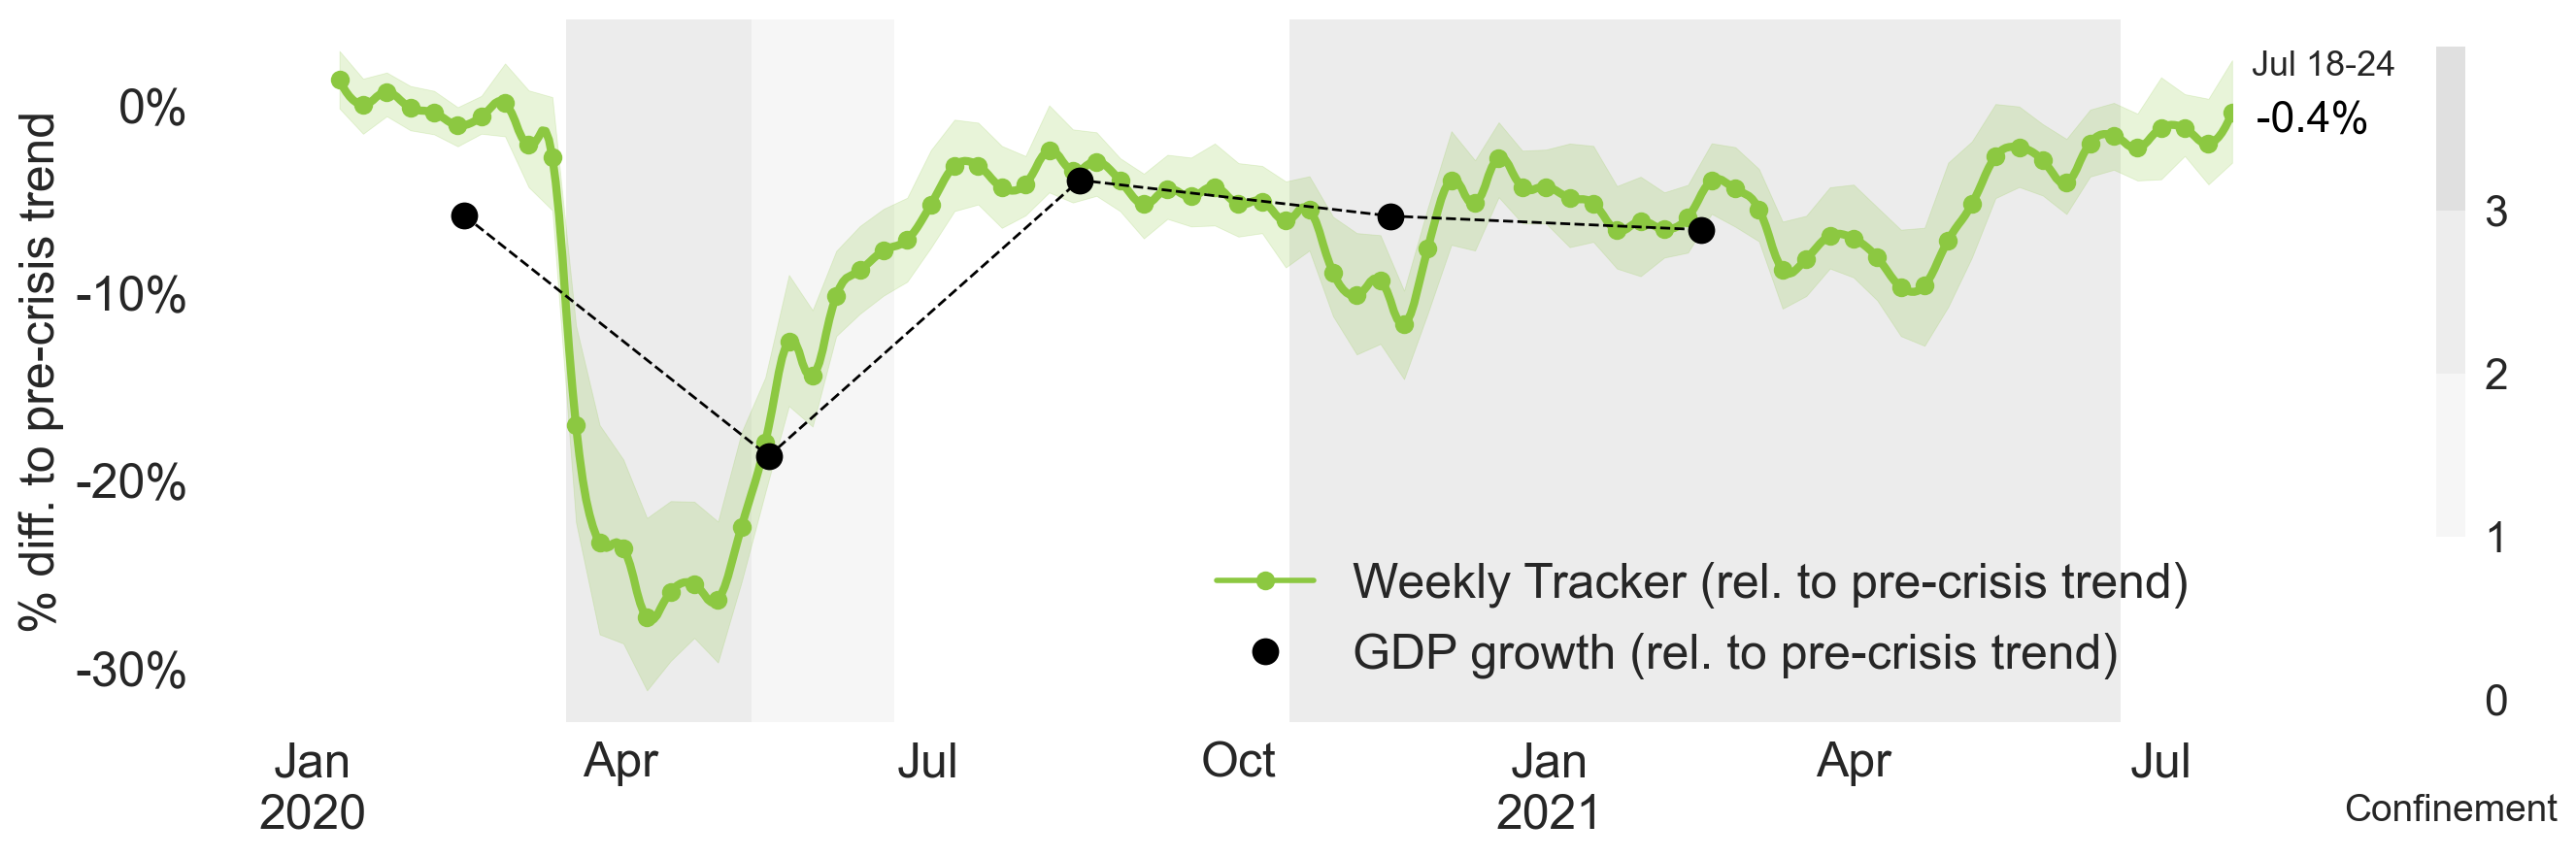 % diff. to pre-crisis trend
0%
-10%
-20%
-30%
Jan
2020
Apr
Jul
Oct
Jan
2021
Apr
Jul
Weekly Tracker (rel. to pre-crisis trend)
GDP growth (rel. to pre-crisis trend)
Jul 18-24
-0.4%
3
2
1
0
Confinement